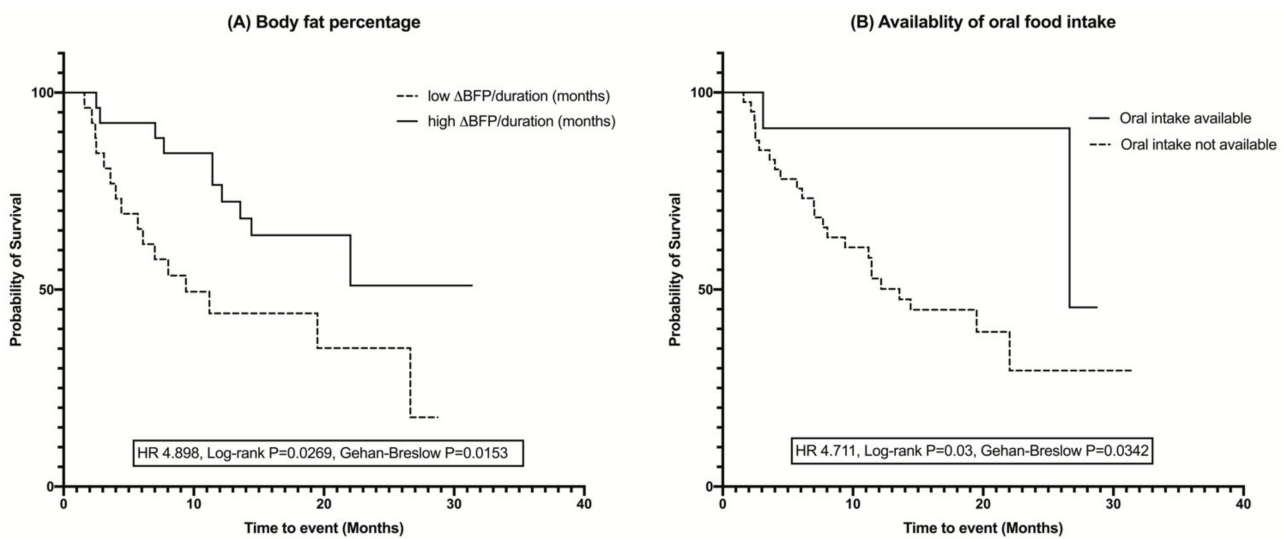 (A) Body fat percentage
Probability of Survival
100
50
0
low ΔBFP/duration (months)
high ΔBFP/duration (months)
HR 4.898, Log-rank P=0.0269, Gehan-Breslow P=0.0153
0 10 20 30 40
Time to event (Months)
(B) Availablity of oral food intake
Probability of Survival
100
50
0
Oral intake available
Oral intake not available
HR 4.711, Log-rank P=0.03, Gehan-Breslow P=0.0342
0 10 20 30 40
Time to event (Months)